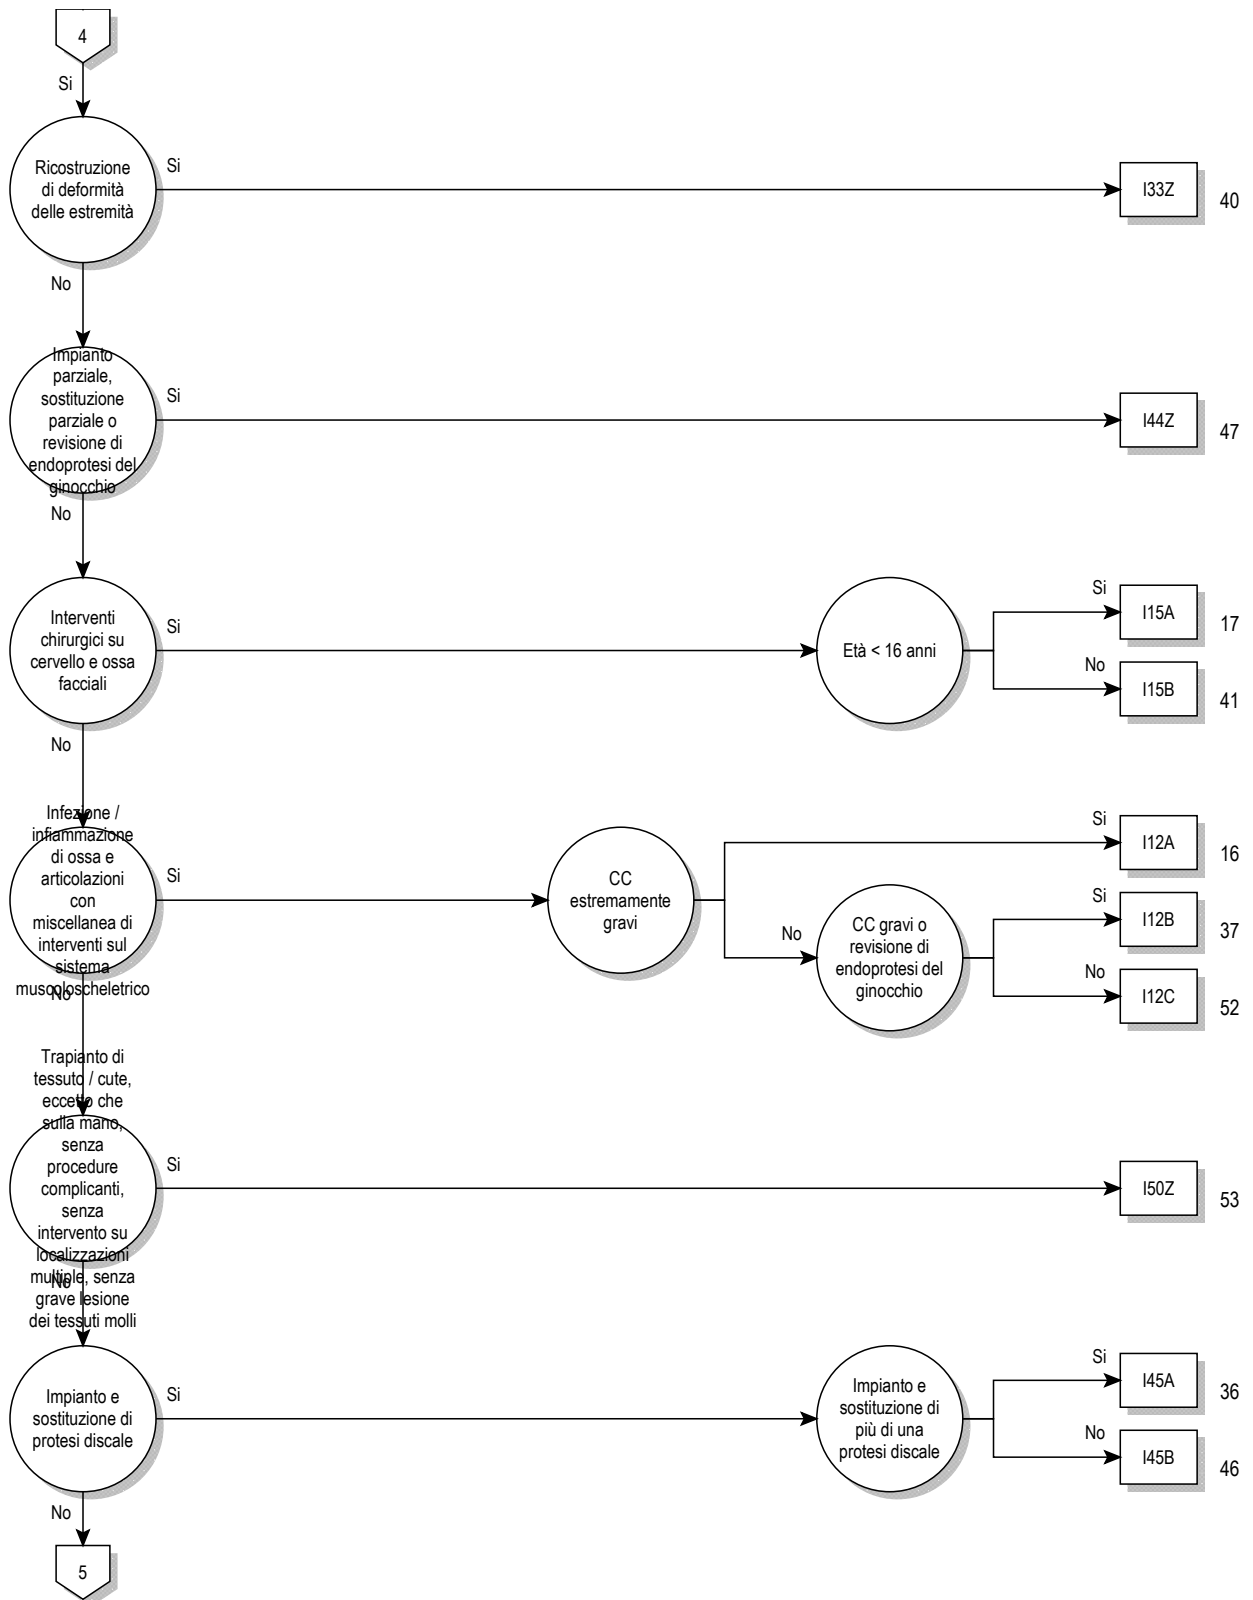 4
Si
Ricostruzione
di deformità
delle estremità
Si
I33Z
40
No
Impianto
parziale,
sostituzione
parziale o
revisione di
endoprotesi del
ginocchio
Si
I44Z
47
No
Interventi
chirurgici su
cervello e ossa
facciali
Si
Età < 16 anni
Si
I15A
17
No
I15B
41
No
Infezione /
infiammazione
di ossa e
articolazioni
con
miscellanea di
interventi sul
sistema
muscoloscheletrico
Si
CC
estremamente
gravi
Si
I12A
16
No
CC gravi o
revisione di
endoprotesi del
ginocchio
Si
I12B
37
No
I12C
52
No
Trapianto di
tessuto / cute,
eccetto che
sulla mano,
senza
procedure
complicanti,
senza
intervento su
localizzazioni
multiple, senza
grave lesione
dei tessuti molli
Si
I50Z
53
No
Impianto e
sostituzione di
protesi discale
Si
Impianto e
sostituzione di
più di una
protesi discale
Si
I45A
36
No
I45B
46
No
5